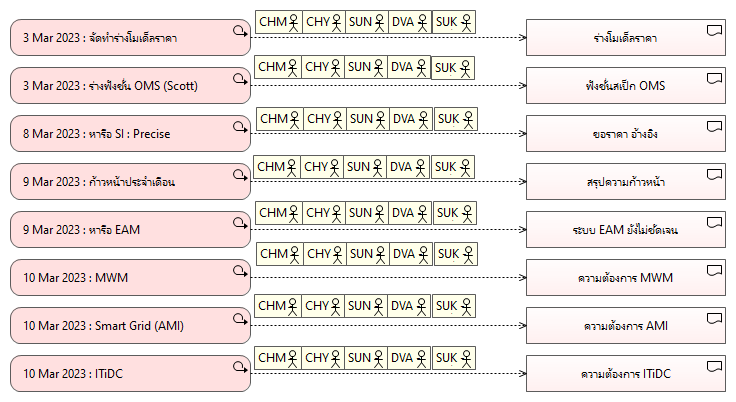 CHM CHY SUN DVA SUK
3 Mar 2023 : จัดทำร่างโมเด็ลราคา ร่างโมเด็ลราคา
CHM CHY SUN DVA SUK
3 Mar 2023 : ร่างฟังชั่น OMS (Scott) ฟังชั่นสเป็ก OMS
CHM CHY SUN DVA SUK
8 Mar 2023 : หารือ SI : Precise ขอราคา อ้างอิง
CHM CHY SUN DVA SUK
9 Mar 2023 : ก้าวหน้าประจำเดือน สรุปความก้าวหน้า
CHM CHY SUN DVA SUK
9 Mar 2023 : หารือ EAM ระบบ EAM ยังไม่ชัดเจน
CHM CHY SUN DVA SUK
10 Mar 2023 : MWM ความต้องการ MWM
CHM CHY SUN DVA SUK
10 Mar 2023 : Smart Grid (AMI) ความต้องการ AMI
CHM CHY SUN DVA SUK
10 Mar 2023 : ITiDC ความต้องการ ITiDC